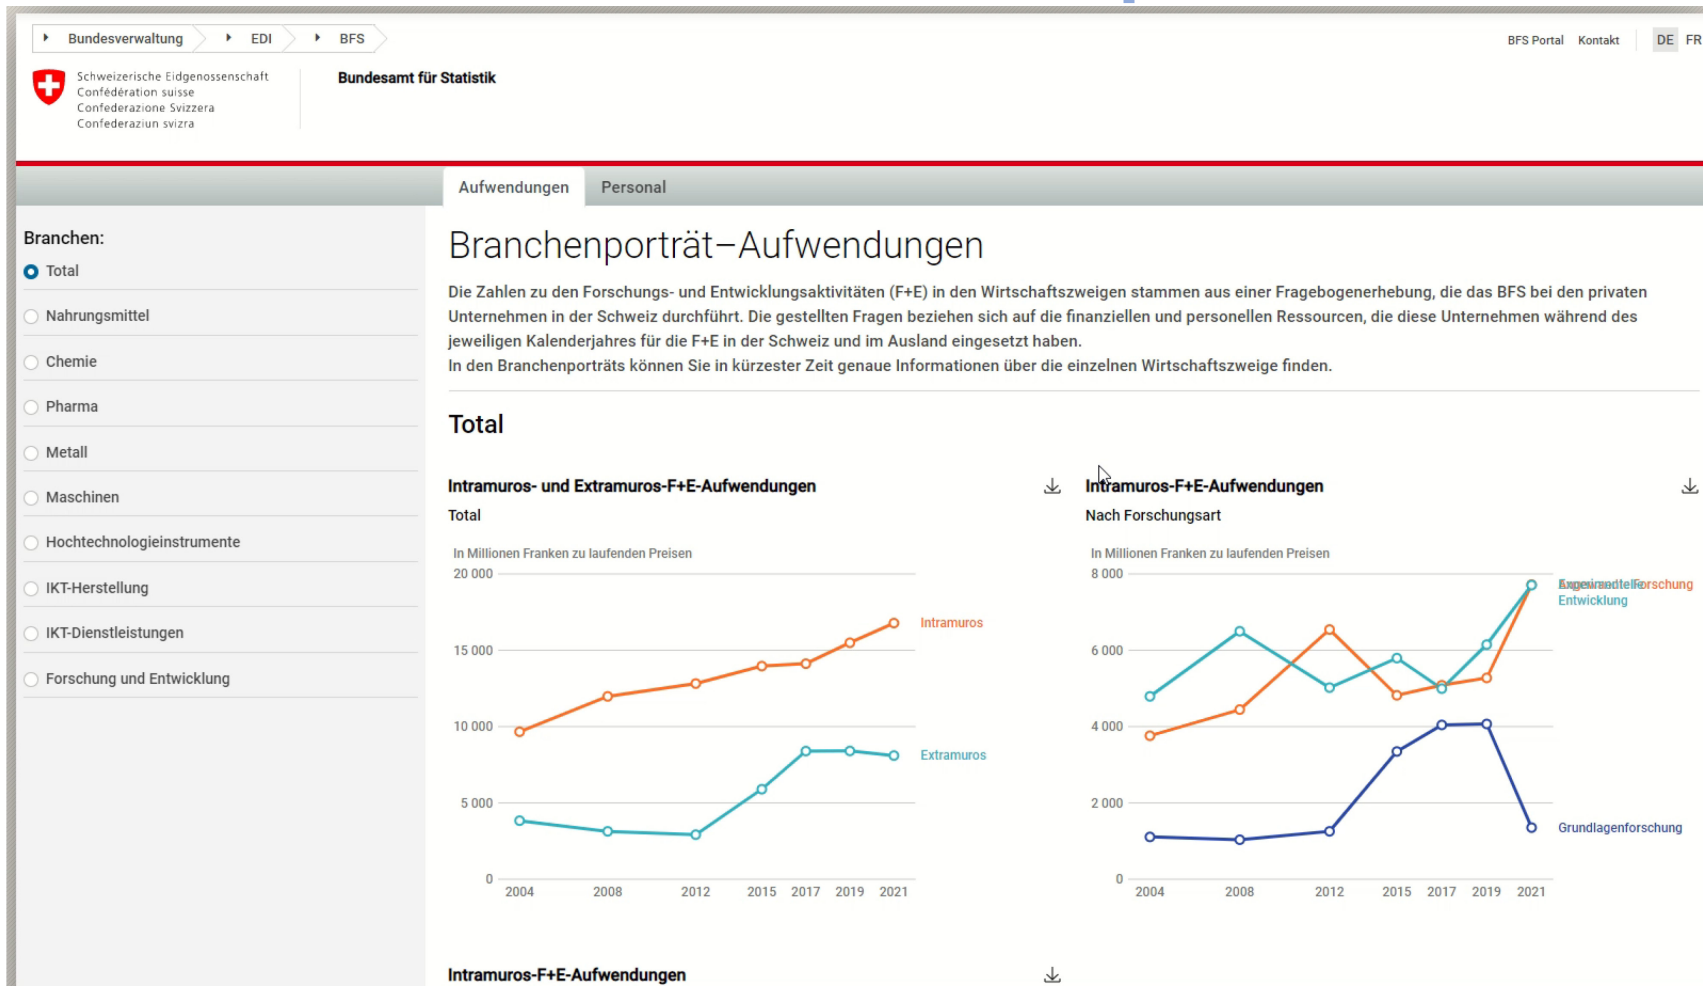 Bundesverwaltung EDI BFS
BFS Portal Kontakt DE FR
Schweizerische Eidgenossenschaft
Confédération suisse
Confederazione Svizzera
Confederaziun svizra
Bundesamt für Statistik
Aufwendungen Personal
Branchen:
Total
Nahrungsmittel
Chemie
Pharma
Metall
Maschinen
Hochtechnologieinstrumente
IKT-Herstellung
IKT-Dienstleistungen
Forschung und Entwicklung
Branchenporträt–Aufwendungen
Die Zahlen zu den Forschungs- und Entwicklungsaktivitäten (F+E) in den Wirtschaftszweigen stammen aus einer Fragebogenerhebung, die das BFS bei den privaten
Unternehmen in der Schweiz durchführt. Die gestellten Fragen beziehen sich auf die finanziellen und personellen Ressourcen, die diese Unternehmen während des
jeweiligen Kalenderjahres für die F+E in der Schweiz und im Ausland eingesetzt haben.
In den Branchenporträts können Sie in kürzester Zeit genaue Informationen über die einzelnen Wirtschaftszweige finden.
Total
Intramuros- und Extramuros-F+E-Aufwendungen
Total
In Millionen Franken zu laufenden Preisen
20 000
15 000
10 000
5 000
0
2004 2008 2012 2015 2017 2019 2021
Intramuros
Extramuros
Intramuros-F+E-Aufwendungen
Nach Forschungsart
In Millionen Franken zu laufenden Preisen
8 000
6 000
4 000
2 000
0
2004 2008 2012 2015 2017 2019 2021
Forschung
Entwicklung
Grundlagenforschung
Intramuros-F+E-Aufwendungen